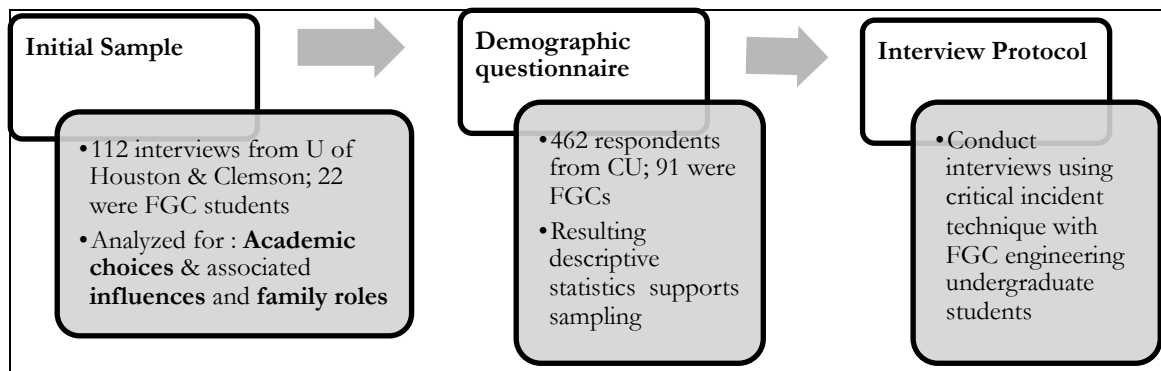 Initial Sample
•112 interviews from U of
Houston & Clemson; 22
were FGC students
•Analyzed for : Academic
choices & associated
influences and family roles
Demographic
questionnaire
•462 respondents
from CU; 91 were
FGCs
•Resulting
descriptive
statistics supports
sampling
Interview Protocol
•Conduct
interviews using
critical incident
technique with
FGC engineering
undergraduate
students